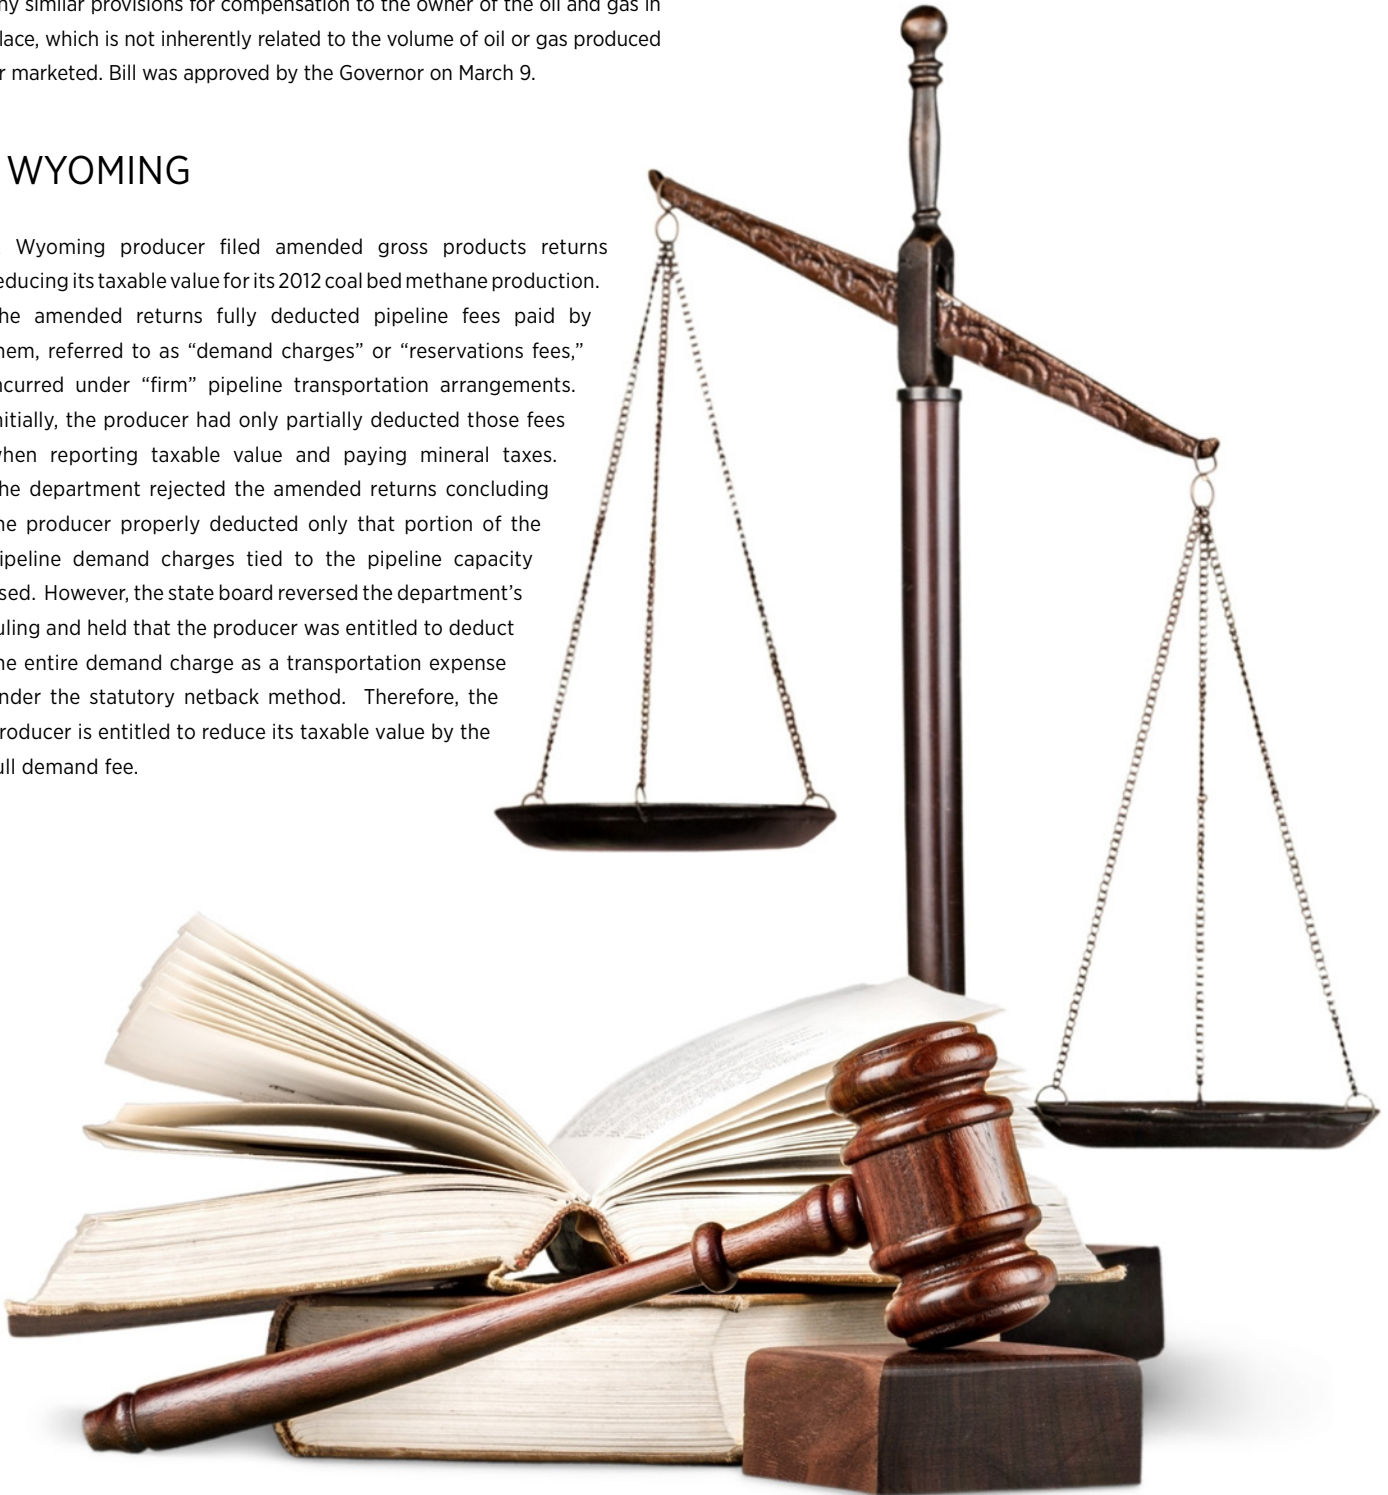 ny similar provisions for compensation to the owner of the oil and gas in
lace, which is not inherently related to the volume of oil or gas produced
r marketed. Bill was approved by the Governor on March 9.
WYOMING
Wyoming producer filed amended gross products returns
educing its taxable value for its 2012 coal bed methane production.
he amended returns fully deducted pipeline fees paid by
hem, referred to as “demand charges” or “reservations fees,”
ncurred under “firm” pipeline transportation arrangements.
nitially, the producer had only partially deducted those fees
hen reporting taxable value and paying mineral taxes.
he department rejected the amended returns concluding
he producer properly deducted only that portion of the
ipeline demand charges tied to the pipeline capacity
sed. However, the state board reversed the department’s
uling and held that the producer was entitled to deduct
he entire demand charge as a transportation expense
nder the statutory netback method. Therefore, the
roducer is entitled to reduce its taxable value by the
ull demand fee.